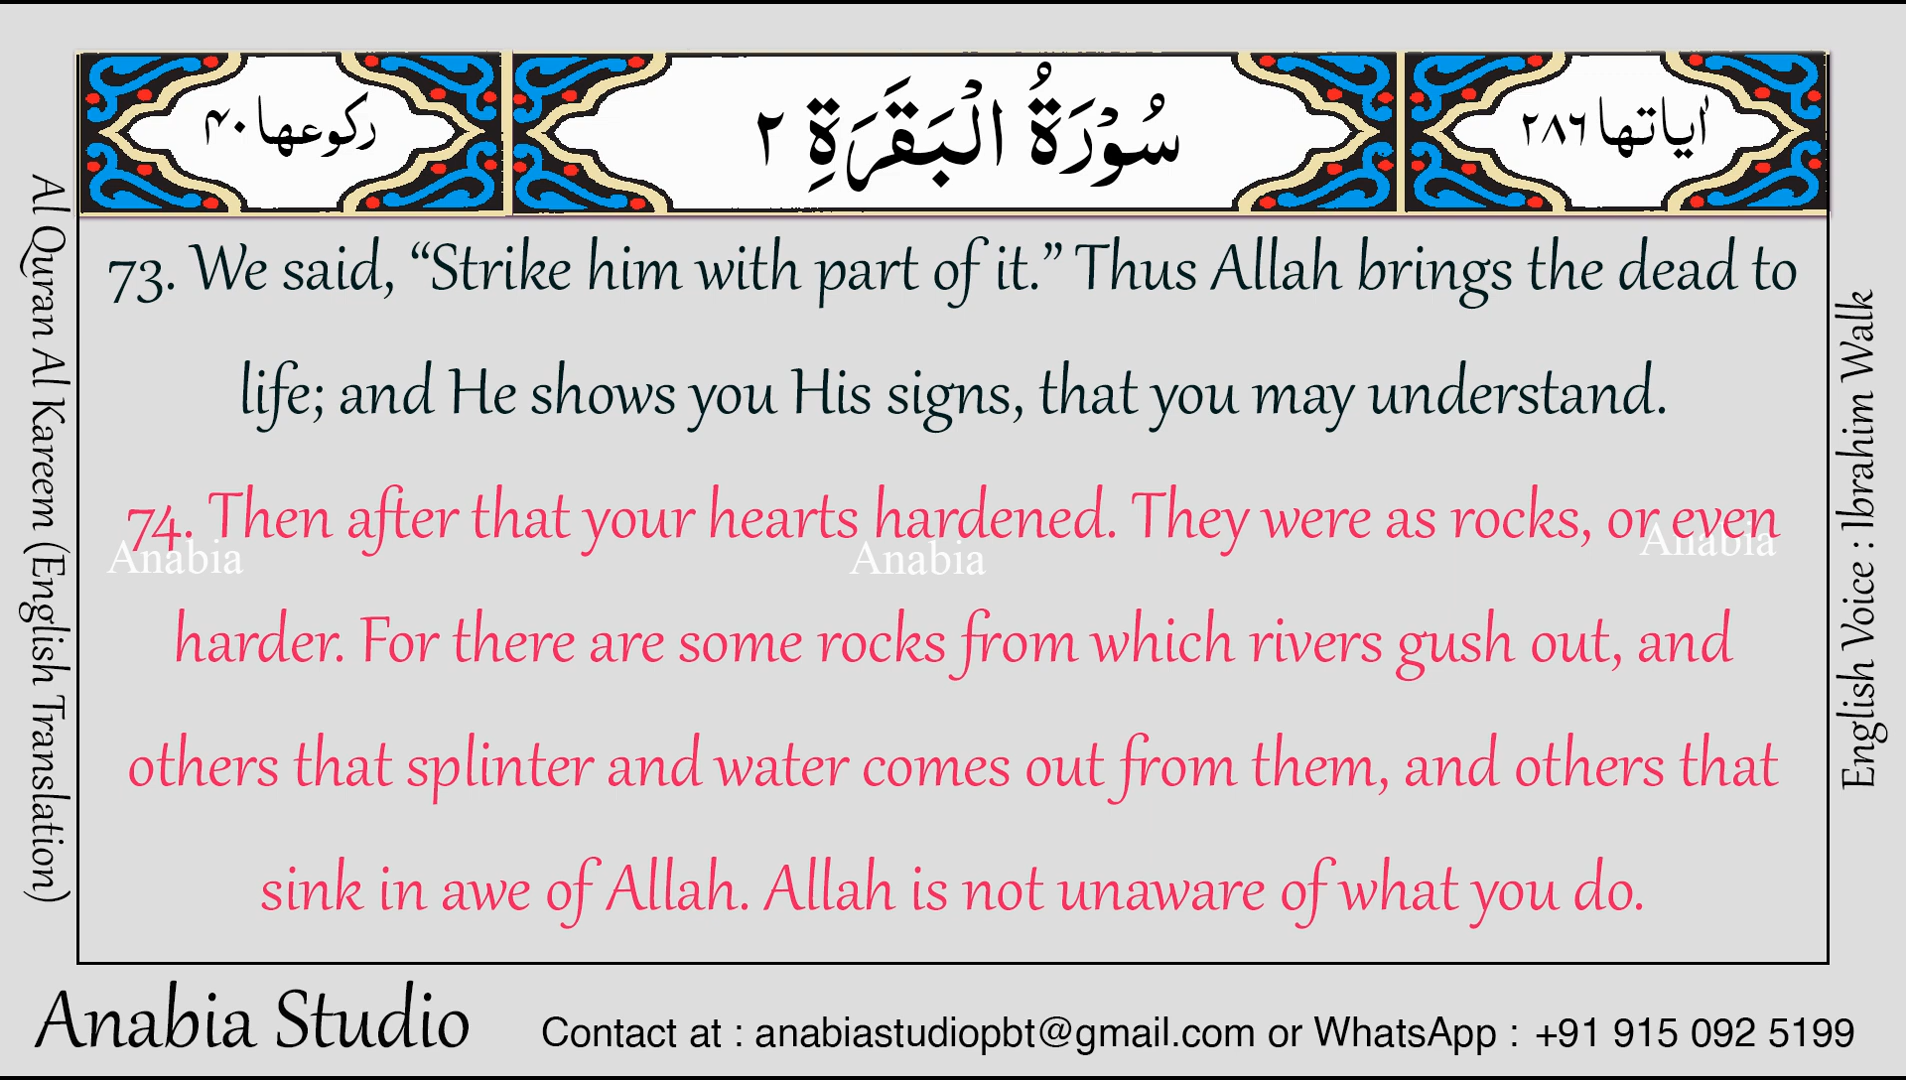 رکوعھا ۴۰
سُوْرَةُ الْبَقَرَةِ ٢
اٰیاتھا ٢٨٦
73. We said, “Strike him with part of it.” Thus Allah brings the dead to
life; and He shows you His signs, that you may understand.
74. Then after that your hearts hardened. They were as rocks, or even
harder. For there are some rocks from which rivers gush out, and
others that splinter and water comes out from them, and others that
sink in awe of Allah. Allah is not unaware of what you do.
Anabia
Anabia
Anabia
Al Quran Al Kareem (English Translation)
English Voice : Ibrahim Walk
Anabia Studio
Contact at : anabiastudiopbt@gmail.com or WhatsApp : +91 915 092 5199